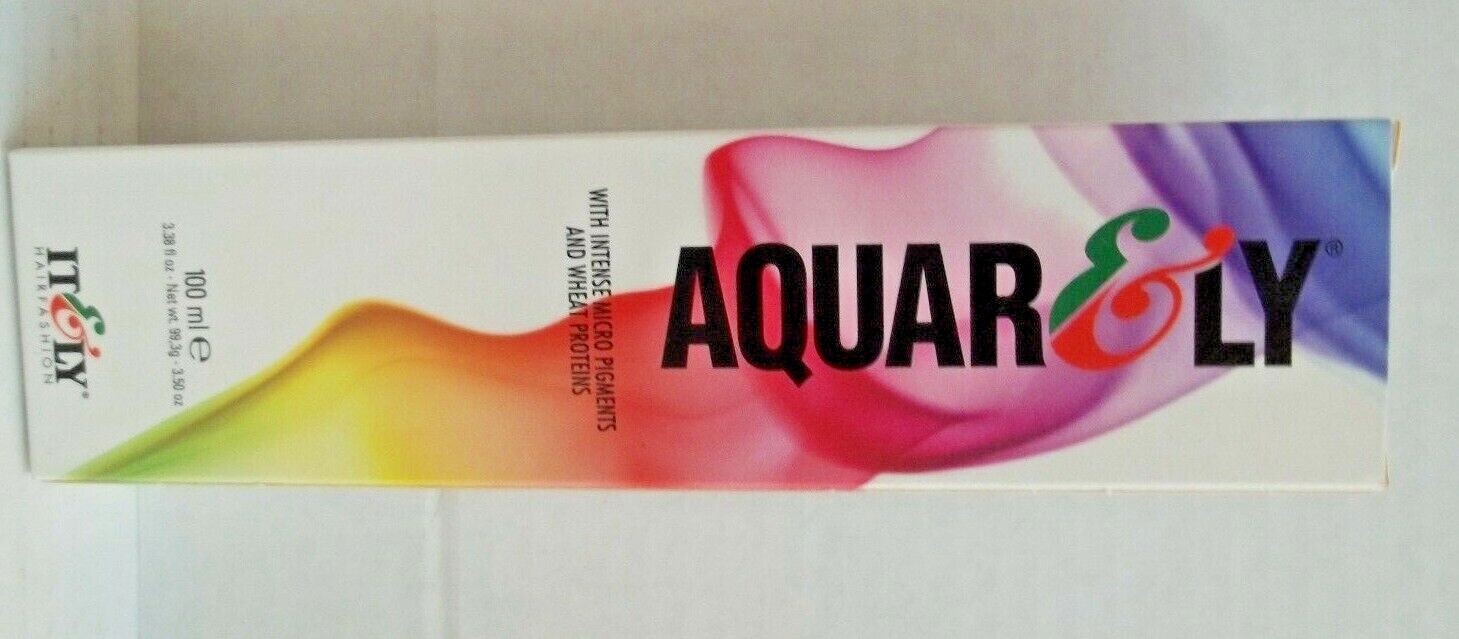 AQUAR&LY®
WITH INTENSE MICRO PIGMENTS
AND WHEAT PROTEINS
100 ml e
3.38 fl oz - Net wt. 99,3g - 3.50 oz
IT&LY®
HAIRFASHION